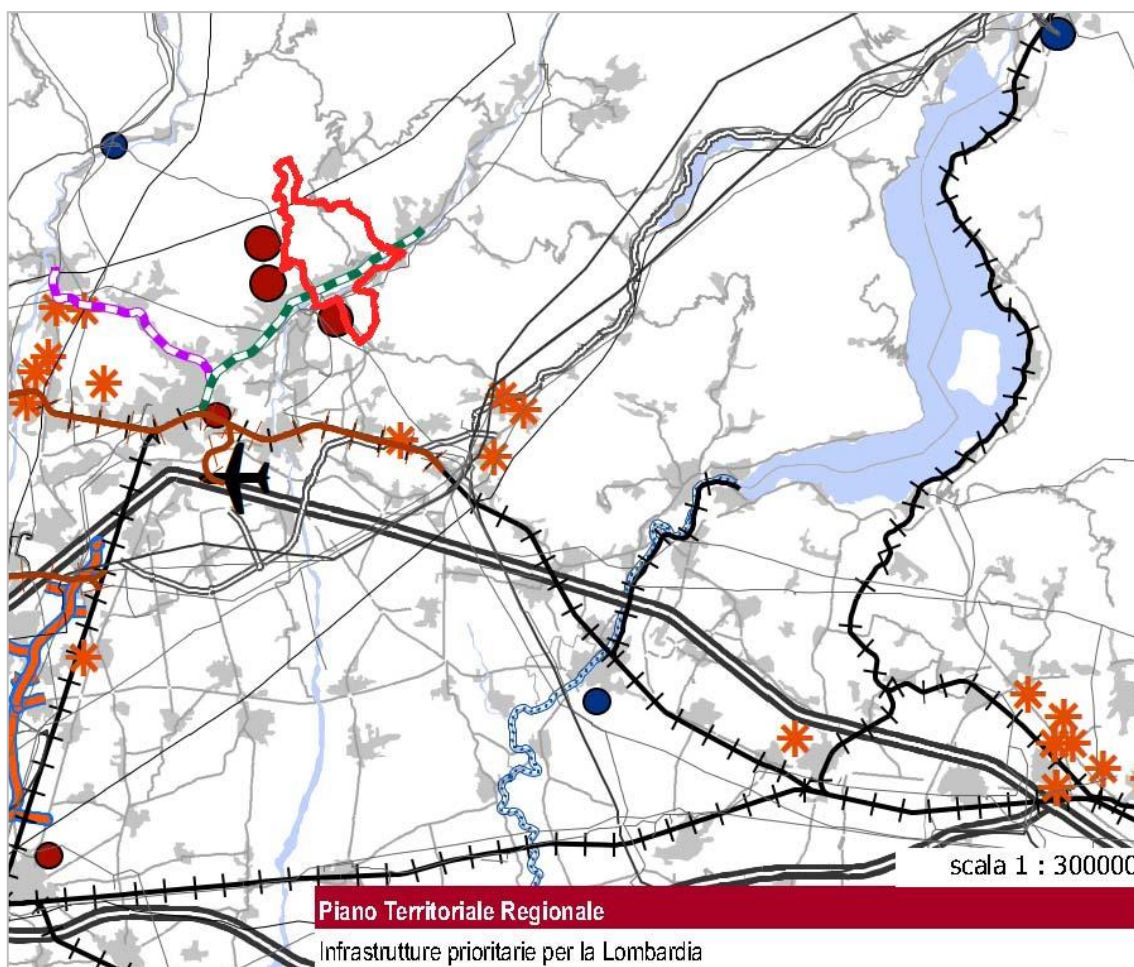 scala 1 : 300000
Piano Territoriale Regionale
Infrastrutture prioritarie per la Lombardia